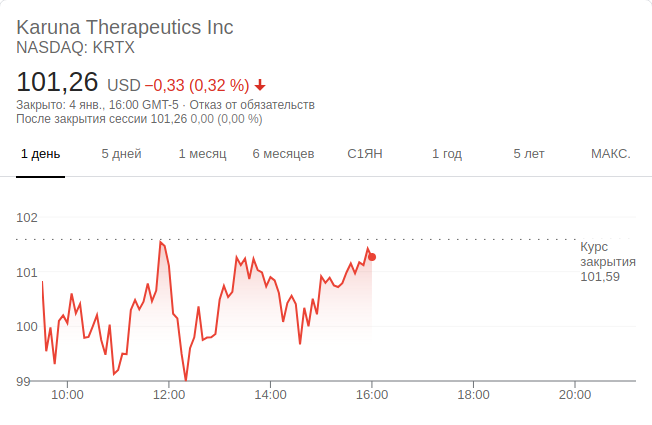 Karuna Therapeutics Inc
NASDAQ: KRTX
101,26 USD −0,33 (0,32 %)
Закрыто: 4 янв., 16:00 GMT-5 · Отказ от обязательств
После закрытия сессии 101,26 0,00 (0,00 %)
1 день 5 дней 1 месяц 6 месяцев С1ЯН 1 год 5 лет МАКС.
102
Курс
закрытия
101,59
101
100
99
10:00 12:00 14:00 16:00 18:00 20:00